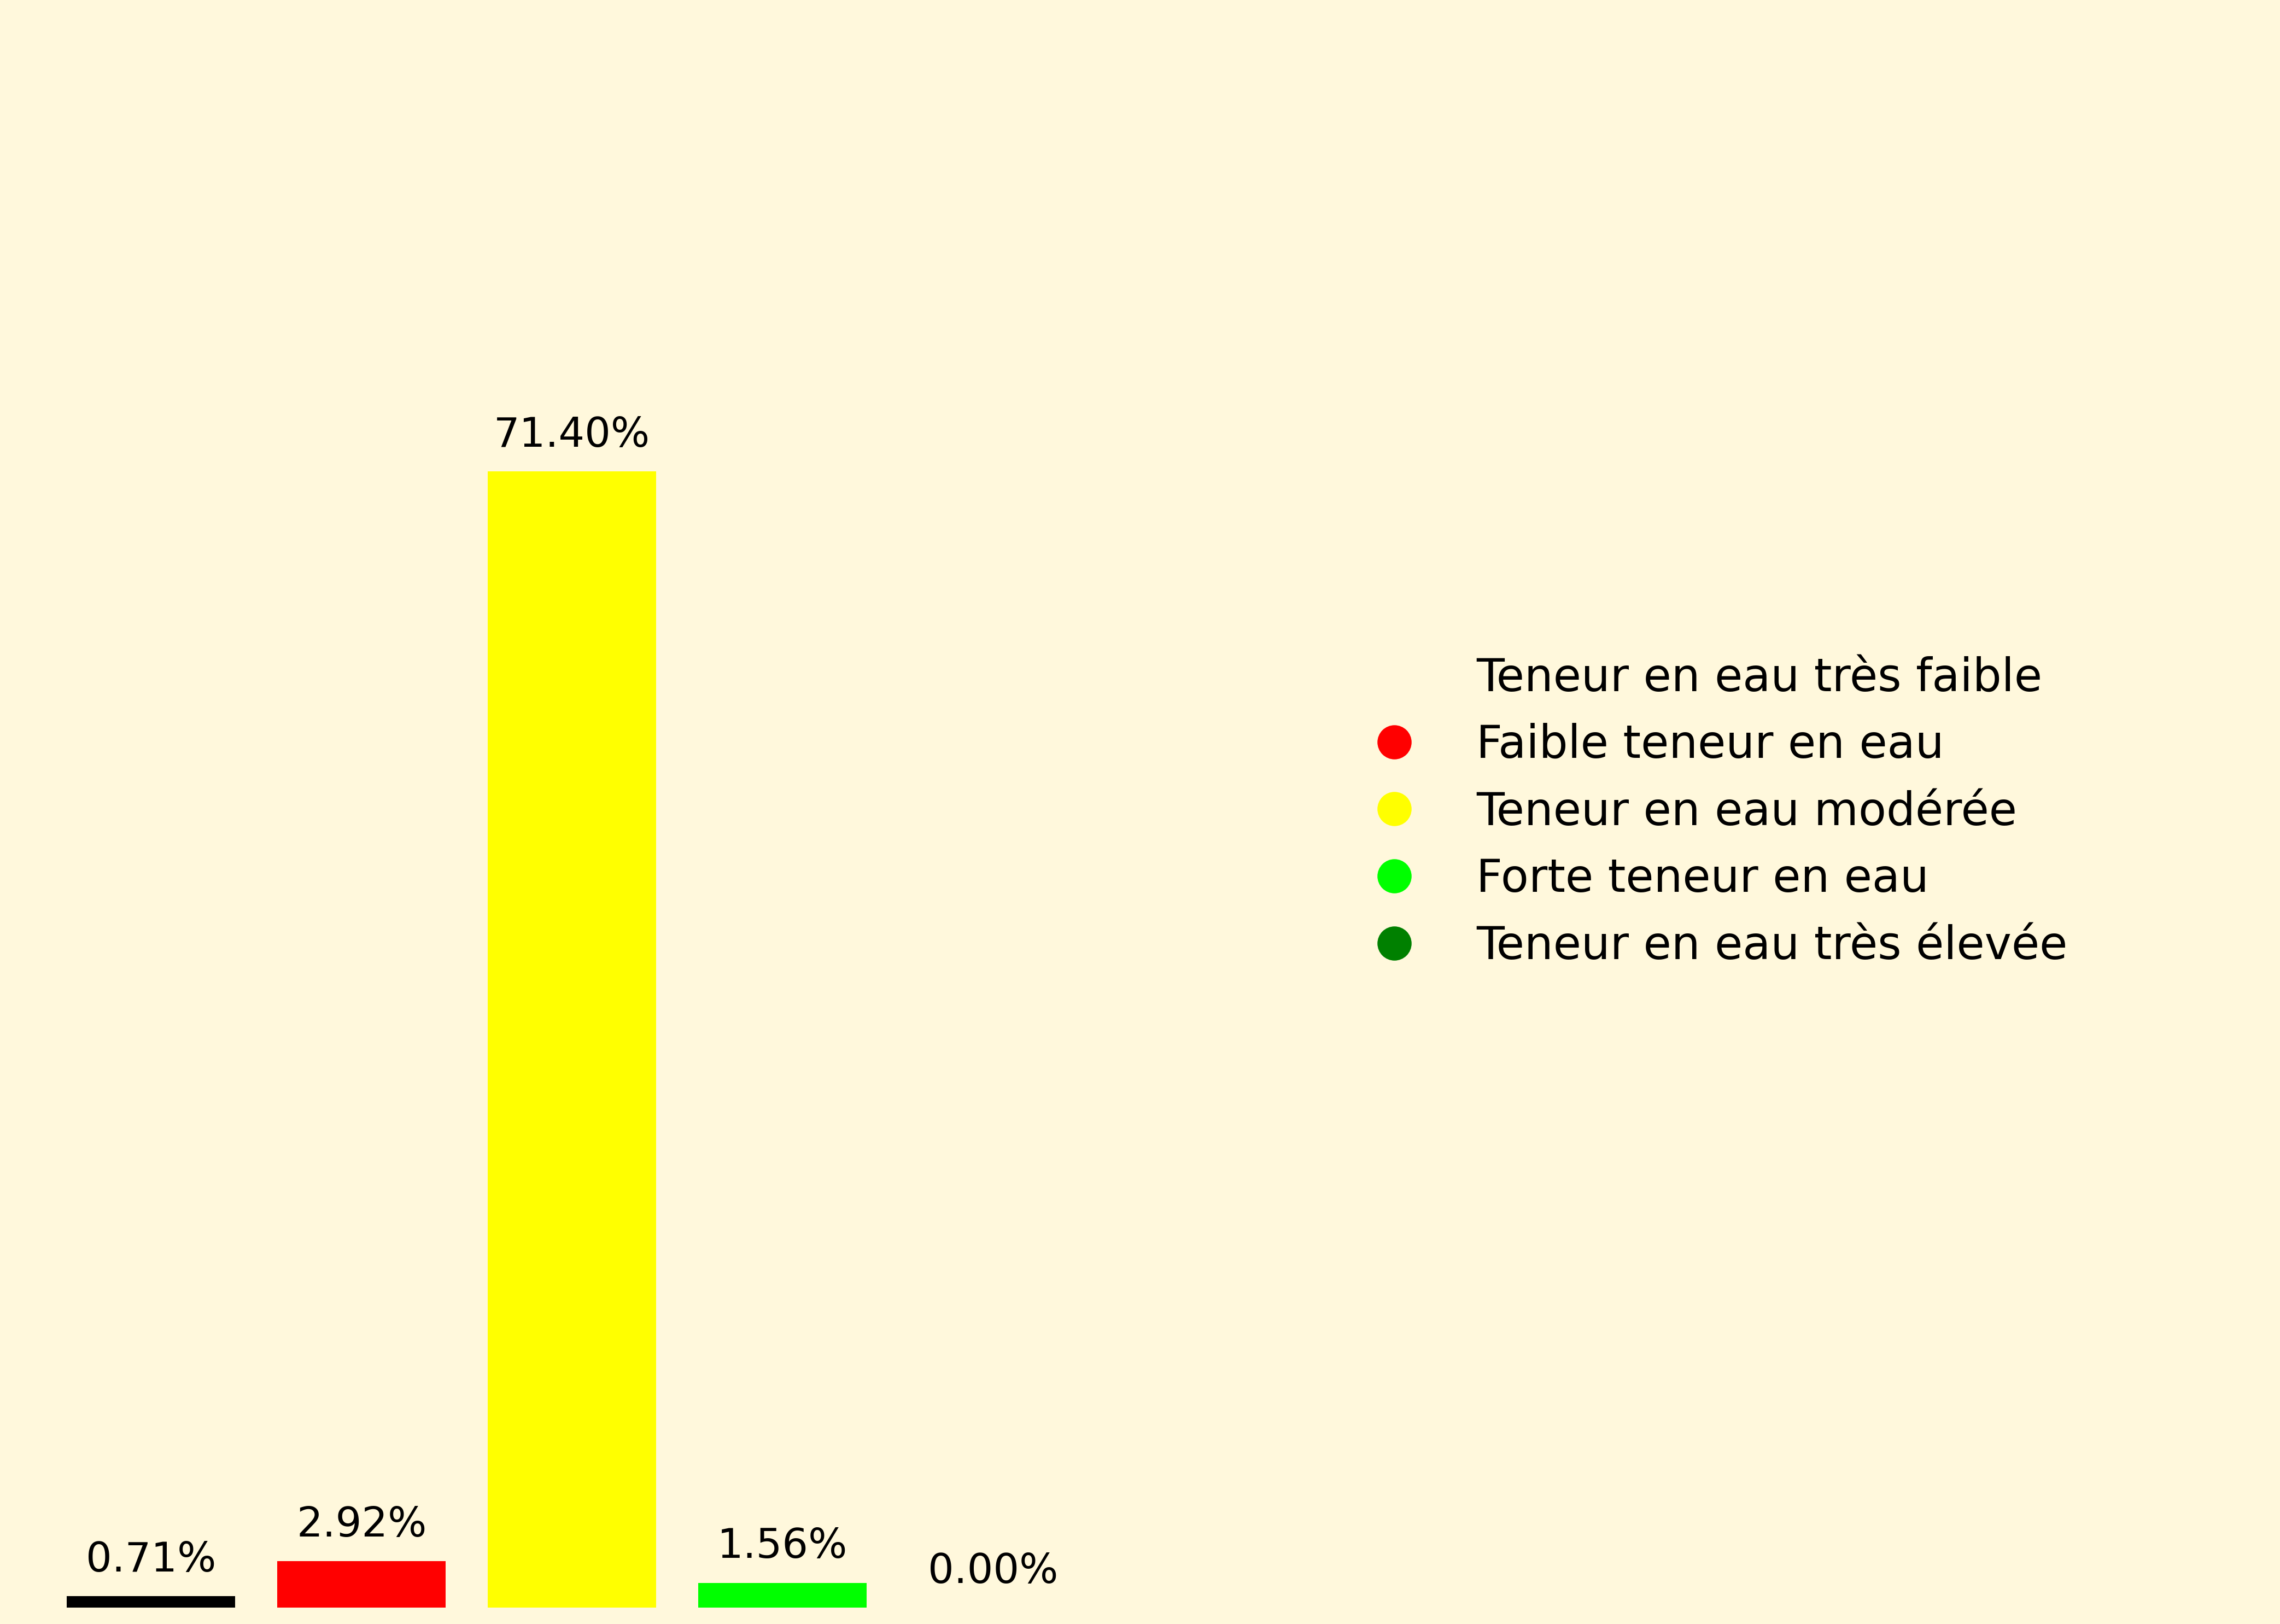 71.40%
Teneur en eau très faible
Faible teneur en eau
Teneur en eau modérée
Forte teneur en eau
Teneur en eau très élevée
2.92%
0.71%
1.56%
0.00%